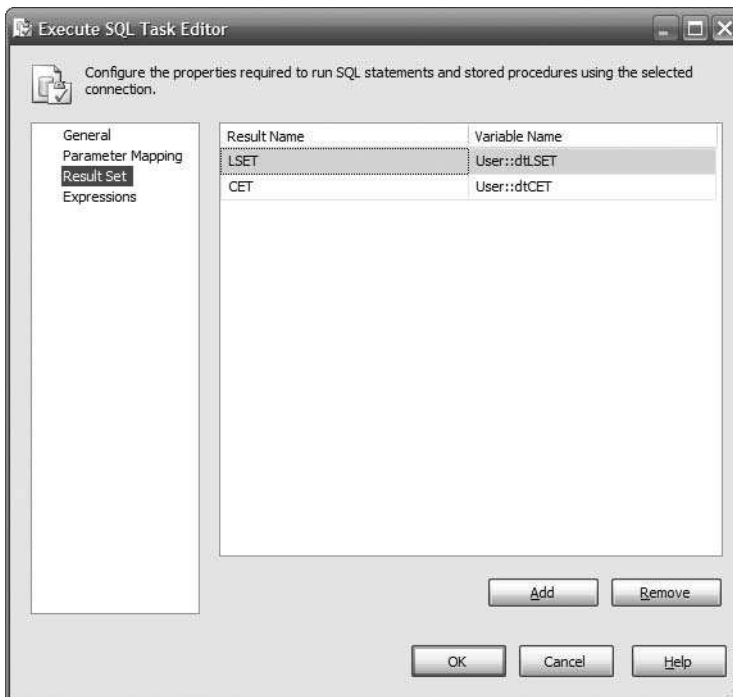 Execute SQL Task Editor
Configure the properties required to run SQL statements and stored procedures using the selected
connection.
General
Parameter Mapping
Result Set
Expressions
Result Name Variable Name
LSET User::dtLSET
CET User::dtCET
Add Remove
OK Cancel Help